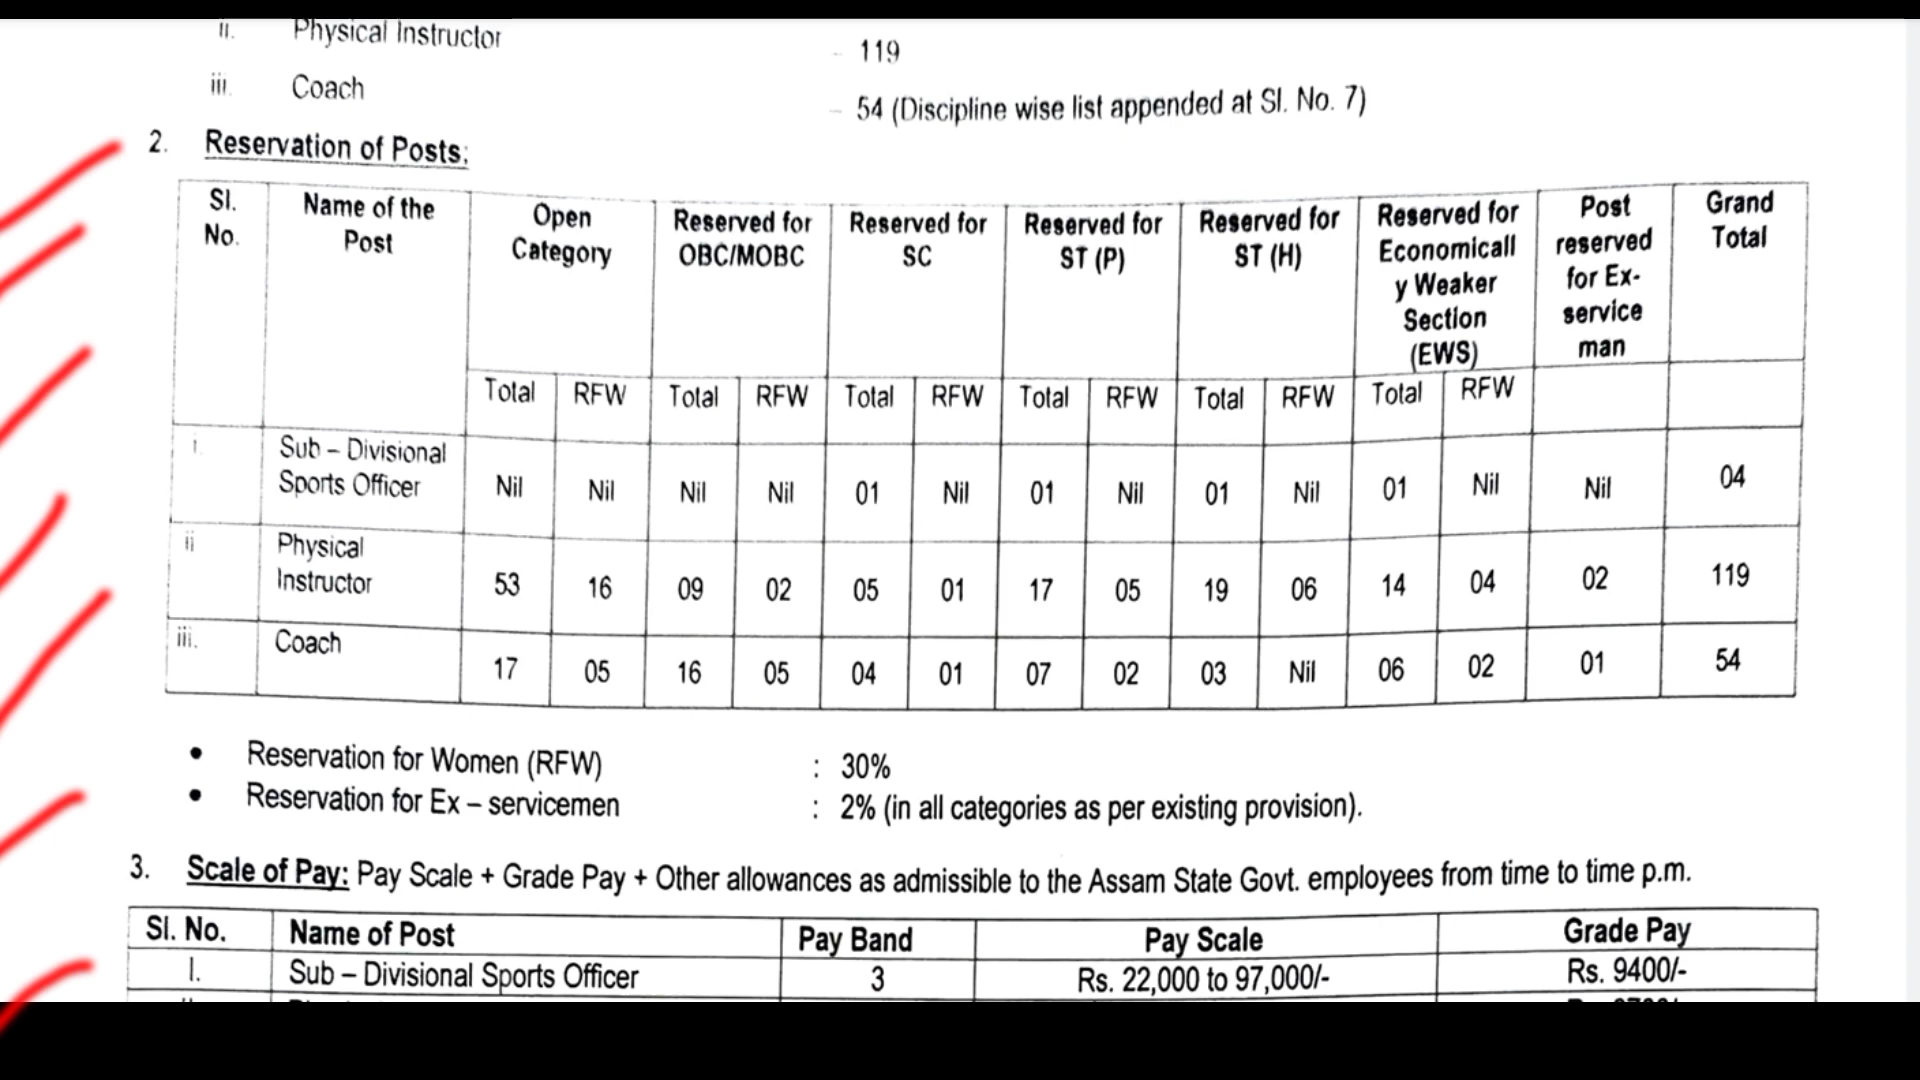 ii. Physical Instructor - 119
iii. Coach - 54 (Discipline wise list appended at Sl. No. 7)
2. Reservation of Posts:
Sl. No. Name of the Post Open Category Reserved for OBC/MOBC Reserved for SC Reserved for ST (P) Reserved for ST (H) Reserved for Economically Weaker Section (EWS) Post reserved for Ex-service man Grand Total
Total RFW Total RFW Total RFW Total RFW Total RFW Total RFW
i. Sub – Divisional Sports Officer Nil Nil Nil Nil 01 Nil 01 Nil 01 Nil 01 Nil Nil 04
ii Physical Instructor 53 16 09 02 05 01 17 05 19 06 14 04 02 119
iii. Coach 17 05 16 05 04 01 07 02 03 Nil 06 02 01 54
• Reservation for Women (RFW) : 30%
• Reservation for Ex – servicemen : 2% (in all categories as per existing provision).
3. Scale of Pay: Pay Scale + Grade Pay + Other allowances as admissible to the Assam State Govt. employees from time to time p.m.
Sl. No. Name of Post Pay Band Pay Scale Grade Pay
I. Sub – Divisional Sports Officer 3 Rs. 22,000 to 97,000/- Rs. 9400/-